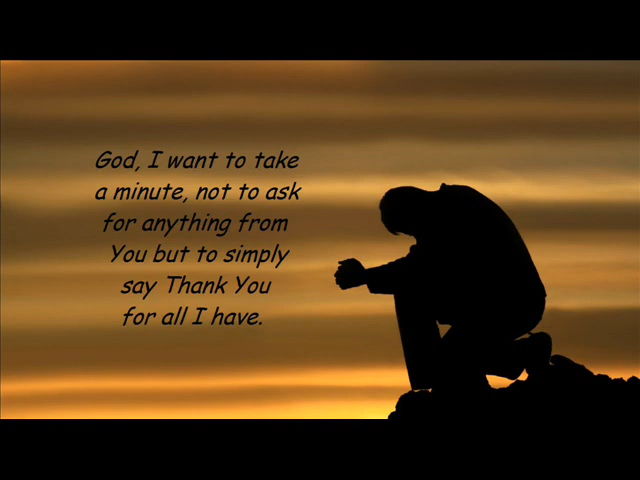 God, I want to take
a minute, not to ask
for anything from
You but to simply
say Thank You
for all I have.